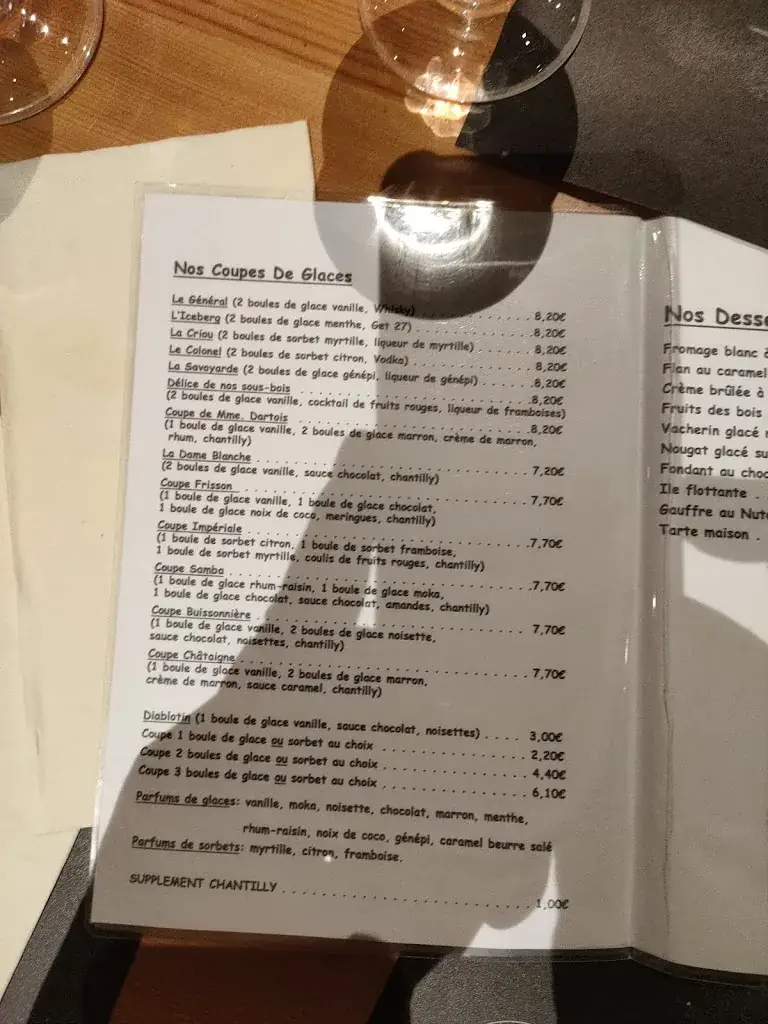 Nos Coupes De Glaces
Le Général (2 boules de glace vanille, Whisky) . . . . . . . . . . . . . 8,20€
L'Iceberg (2 boules de glace menthe, Get 27) . . . . . . . . . . . . . 8,20€
La Criou (2 boules de sorbet myrtille, liqueur de myrtille) . . . . . . . 8,20€
Le Colonel (2 boules de sorbet citron, Vodka) . . . . . . . . . . . . . 8,20€
La Savoyarde (2 boules de glace génépi, liqueur de génépi) . . . . . . 8,20€
Délice de nos sous-bois . . . . . . . . . . . . . . . . . . . . . . . . 8,20€
(2 boules de glace vanille, cocktail de fruits rouges, liqueur de framboises)
Coupe de Mme. Dartois . . . . . . . . . . . . . . . . . . . . . . . . 8,20€
(1 boule de glace vanille, 2 boules de glace marron, crème de marron,
rhum, chantilly)
La Dame Blanche . . . . . . . . . . . . . . . . . . . . . . . . . . . 7,20€
(2 boules de glace vanille, sauce chocolat, chantilly)
Coupe Frisson . . . . . . . . . . . . . . . . . . . . . . . . . . . . 7,70€
(1 boule de glace vanille, 1 boule de glace chocolat,
1 boule de glace noix de coco, meringues, chantilly)
Coupe Impériale . . . . . . . . . . . . . . . . . . . . . . . . . . . 7,70€
(1 boule de sorbet citron, 1 boule de sorbet framboise,
1 boule de sorbet myrtille, coulis de fruits rouges, chantilly)
Coupe Samba . . . . . . . . . . . . . . . . . . . . . . . . . . . . . 7,70€
(1 boule de glace rhum-raisin, 1 boule de glace moka,
1 boule de glace chocolat, sauce chocolat, amandes, chantilly)
Coupe Buissonnière . . . . . . . . . . . . . . . . . . . . . . . . . . 7,70€
(1 boule de glace vanille, 2 boules de glace noisette,
sauce chocolat, noisettes, chantilly)
Coupe Châtaigne . . . . . . . . . . . . . . . . . . . . . . . . . . . 7,70€
(1 boule de glace vanille, 2 boules de glace marron,
crème de marron, sauce caramel, chantilly)
Diablotin (1 boule de glace vanille, sauce chocolat, noisettes) . . . . 3,00€
Coupe 1 boule de glace ou sorbet au choix . . . . . . . . . . . . . . 2,20€
Coupe 2 boules de glace ou sorbet au choix . . . . . . . . . . . . . . 4,40€
Coupe 3 boules de glace ou sorbet au choix . . . . . . . . . . . . . . 6,10€
Parfums de glaces: vanille, moka, noisette, chocolat, marron, menthe,
rhum-raisin, noix de coco, génépi, caramel beurre salé
Parfums de sorbets: myrtille, citron, framboise.
SUPPLEMENT CHANTILLY . . . . . . . . . . . . . . . . . . . . . . . . 1,00€
Nos Desse
Fromage blanc
Flan au caramel
Crème brûlée à
Fruits des bois
Vacherin glacé
Nougat glacé su
Fondant au choc
Ile flottante .
Gauffre au Nut
Tarte maison .